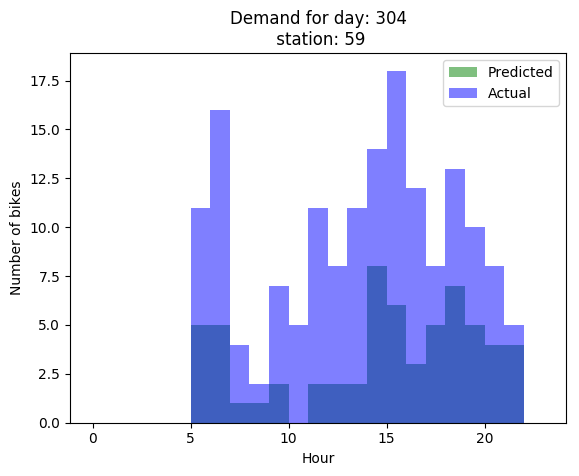 Demand for day: 304
station: 59
Predicted
Actual
Number of bikes
17.5
15.0
12.5
10.0
7.5
5.0
2.5
0.0
0 5 10 15 20
Hour